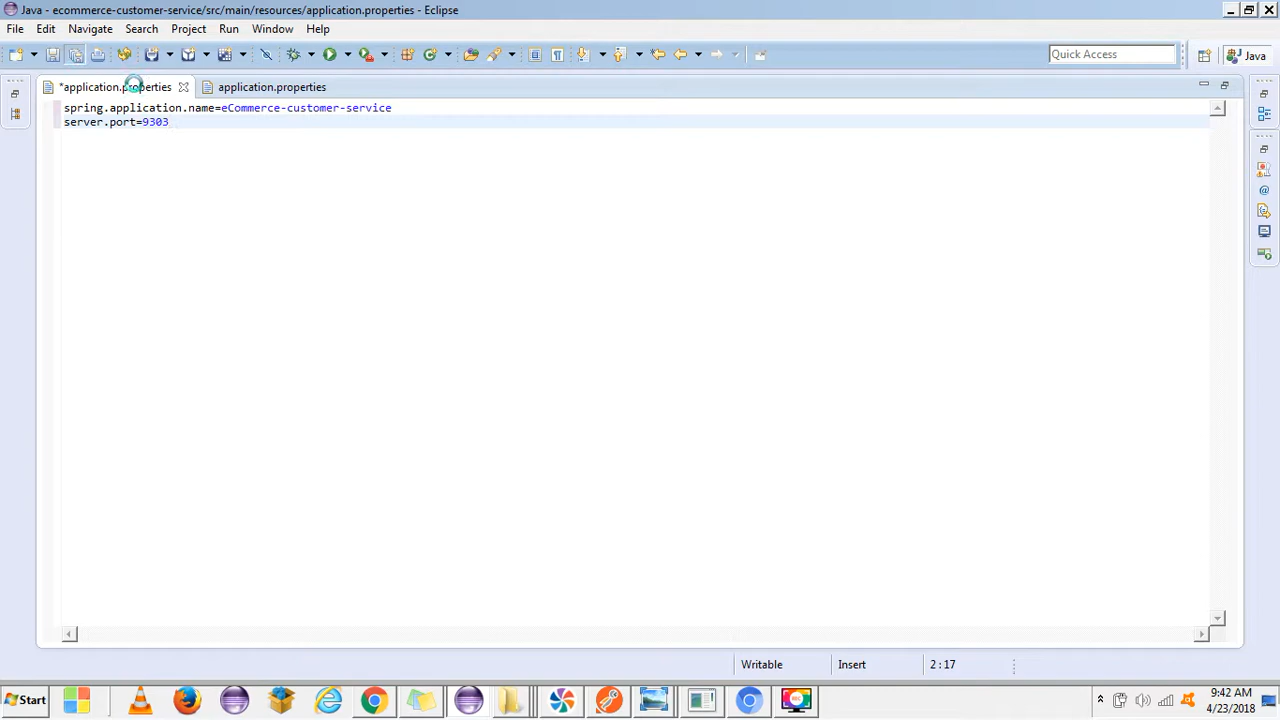 Java - ecommerce-customer-service/src/main/resources/application.properties - Eclipse
File Edit Navigate Search Project Run Window Help
Quick Access
Java
*application.properties application.properties
spring.application.name=eCommerce-customer-service
server.port=9303
Writable Insert 2 : 17
Start
9:42 AM
4/23/2018